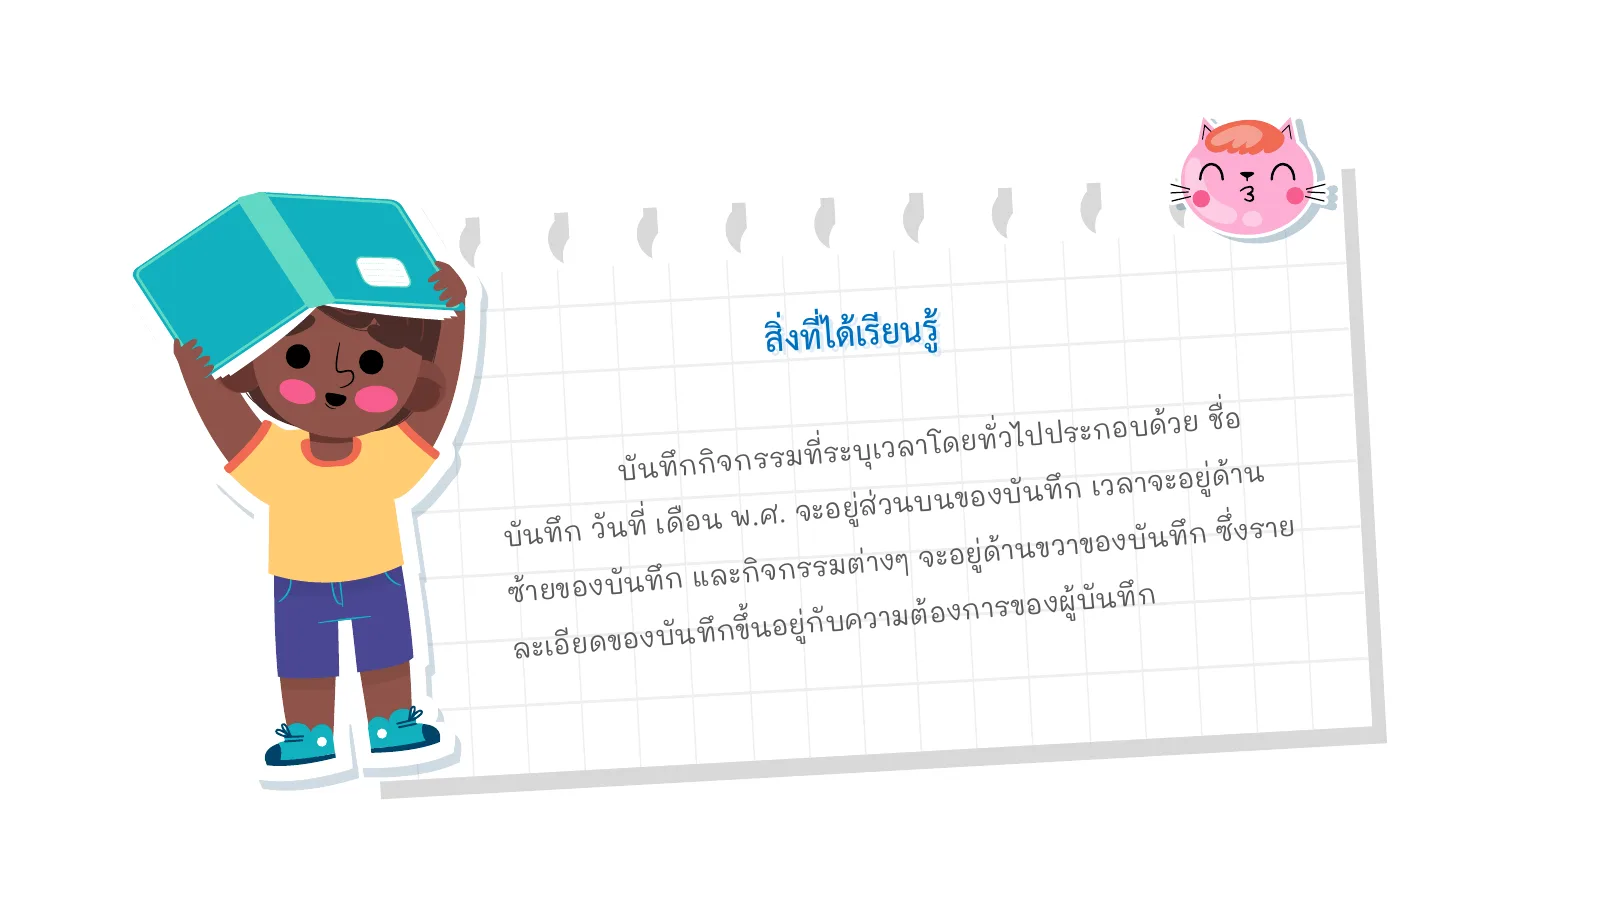 สิ่งที่ได้เรียนรู้
บันทึกกิจกรรมที่ระบุเวลาโดยทั่วไปประกอบด้วย ชื่อ
บันทึก วันที่ เดือน พ.ศ. จะอยู่ส่วนบนของบันทึก เวลาจะอยู่ด้าน
ซ้ายของบันทึก และกิจกรรมต่างๆ จะอยู่ด้านขวาของบันทึก ซึ่งราย
ละเอียดของบันทึกขึ้นอยู่กับความต้องการของผู้บันทึก